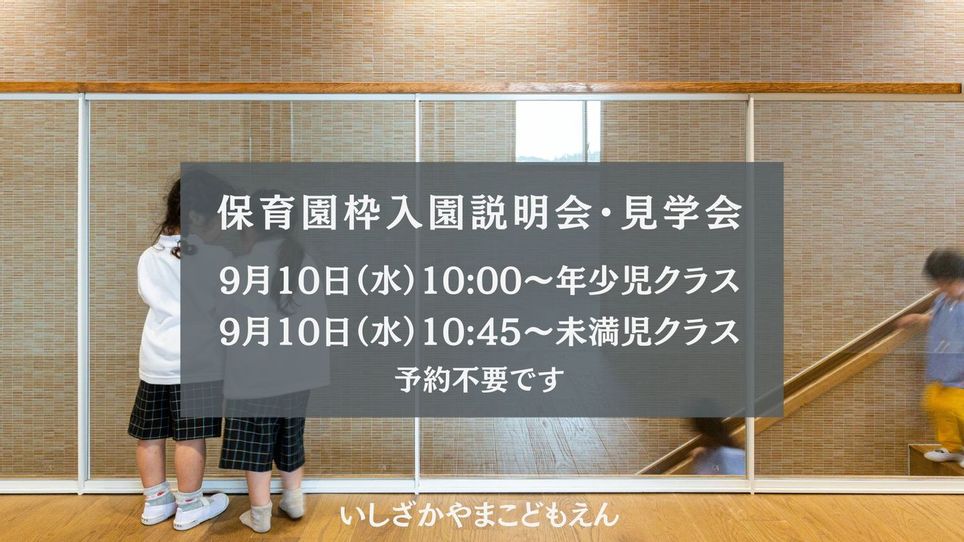 保育園枠入園説明会・見学会
9月10日(水)10:00〜年少児クラス
9月10日(水)10:45〜未満児クラス
予約不要です
いしざかやまこどもえん